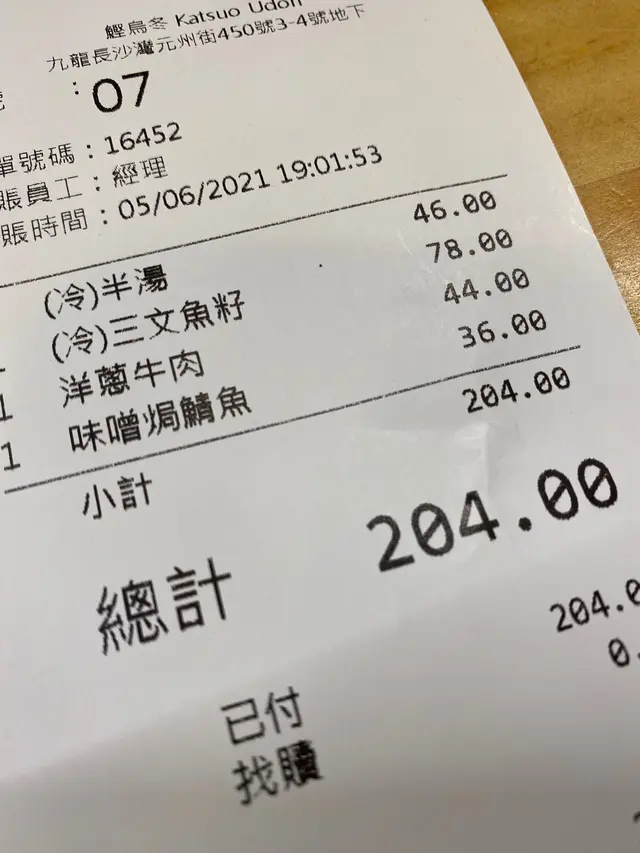 鰹烏冬 Katsuo Udon
九龍長沙灣元州街450號3-4號地下
號 : 07
單號碼：16452
賬員工：經理
賬時間：05/06/2021 19:01:53
(冷)半湯 46.00
(冷)三文魚籽 78.00
1 洋蔥牛肉 44.00
1 味噌焗鯖魚 36.00
小計 204.00
總計 204.00
已付 204.0
找贖 0.